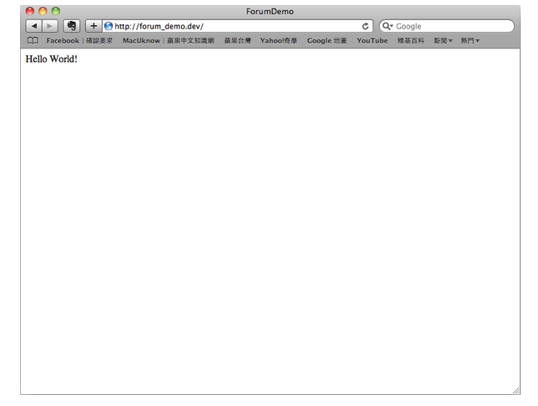 ForumDemo
http://forum_demo.dev/
Google
Facebook | 確認要求 MacUknow | 蘋果中文知識網 蘋果台灣 Yahoo!奇摩 Google 地圖 YouTube 維基百科 新聞 熱門
Hello World!